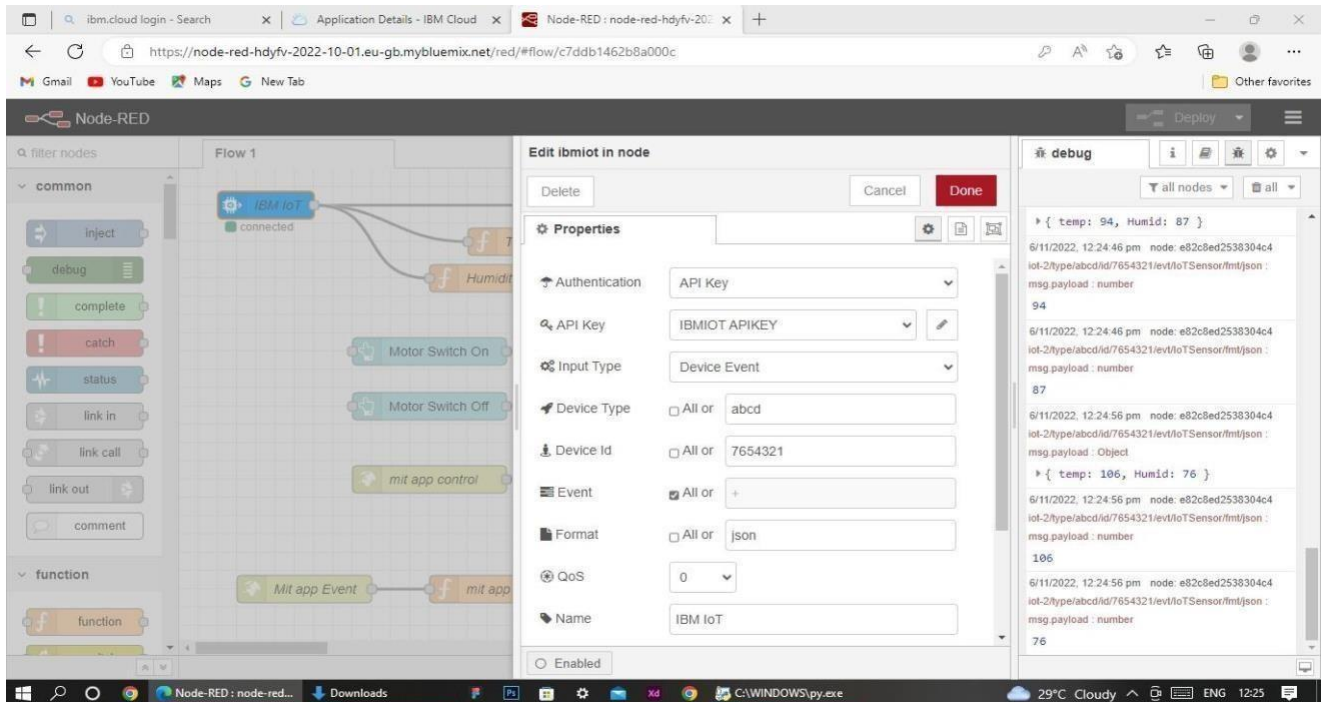 ibm.cloud login - Search
Application Details - IBM Cloud
Node-RED : node-red-hdyfv-202
https://node-red-hdyfv-2022-10-01.eu-gb.mybluemix.net/red/#flow/c7ddb1462b8a000c
Gmail YouTube Maps New Tab
Other favorites
Node-RED
Deploy
filter nodes
common
inject
debug
complete
catch
status
link in
link call
link out
comment
function
function
Flow 1
IBM IoT
connected
T
Humidit
Motor Switch On
Motor Switch Off
mit app control
Mit app Event
mit app
Edit ibmiot in node
Delete Cancel Done
Properties
Authentication API Key
API Key IBMIOT APIKEY
Input Type Device Event
Device Type All or abcd
Device Id All or 7654321
Event All or +
Format All or json
QoS 0
Name IBM IoT
Enabled
debug
i
all nodes all
{ temp: 94, Humid: 87 }
6/11/2022, 12:24:46 pm node: e82c8ed2538304c4
iot-2/type/abcd/id/7654321/evt/IoTSensor/fmt/json :
msg.payload : number
94
6/11/2022, 12:24:46 pm node: e82c8ed2538304c4
iot-2/type/abcd/id/7654321/evt/IoTSensor/fmt/json :
msg.payload : number
87
6/11/2022, 12:24:56 pm node: e82c8ed2538304c4
iot-2/type/abcd/id/7654321/evt/IoTSensor/fmt/json :
msg.payload : Object
{ temp: 106, Humid: 76 }
6/11/2022, 12:24:56 pm node: e82c8ed2538304c4
iot-2/type/abcd/id/7654321/evt/IoTSensor/fmt/json :
msg.payload : number
106
6/11/2022, 12:24:56 pm node: e82c8ed2538304c4
iot-2/type/abcd/id/7654321/evt/IoTSensor/fmt/json :
msg.payload : number
76
Node-RED : node-red... Downloads Ps Xd C:\WINDOWS\py.exe 29°C Cloudy ENG 12:25